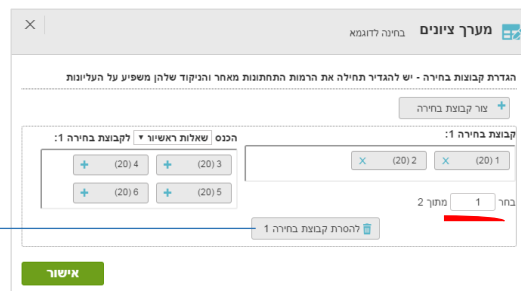 מערך ציונים בחינה לדוגמא
הגדרת קבוצות בחירה - יש להגדיר תחילה את הרמות התחתונות מאחר והניקוד שלהן משפיע על העליונות
צור קבוצת בחירה
קבוצת בחירה 1:
1 (20) 2 (20)
בחר 1 מתוך 2
הכנס שאלות ראשיור לקבוצת בחירה 1:
3 (20) 4 (20)
5 (20) 6 (20)
להסרת קבוצת בחירה 1
אישור